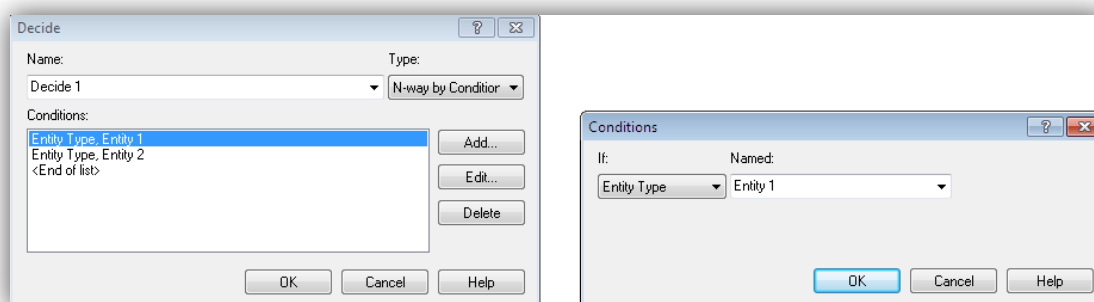 Decide
Name:
Type:
Decide 1
N-way by Condition
Conditions:
Entity Type, Entity 1
Entity Type, Entity 2
<End of list>
Add...
Edit...
Delete
OK
Cancel
Help
Conditions
If:
Named:
Entity Type
Entity 1
OK
Cancel
Help